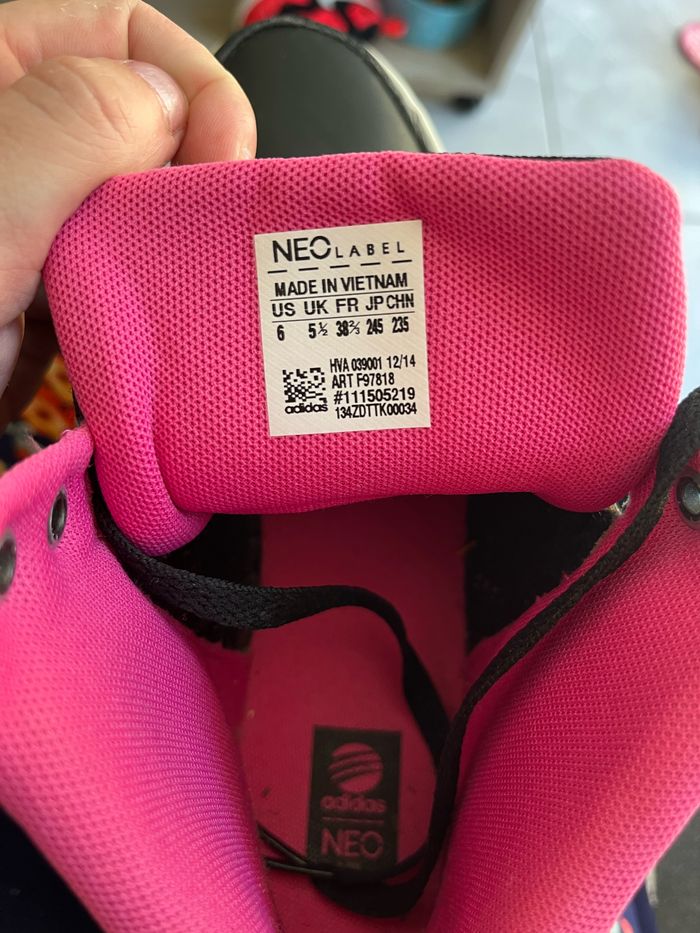 NEO LABEL
MADE IN VIETNAM
US UK FR JP CHN
6 5½ 38⅔ 245 235
HVA 039001 12/14
ART F97818
#111505219
adidas 134ZDTTK00034
adidas
NEO